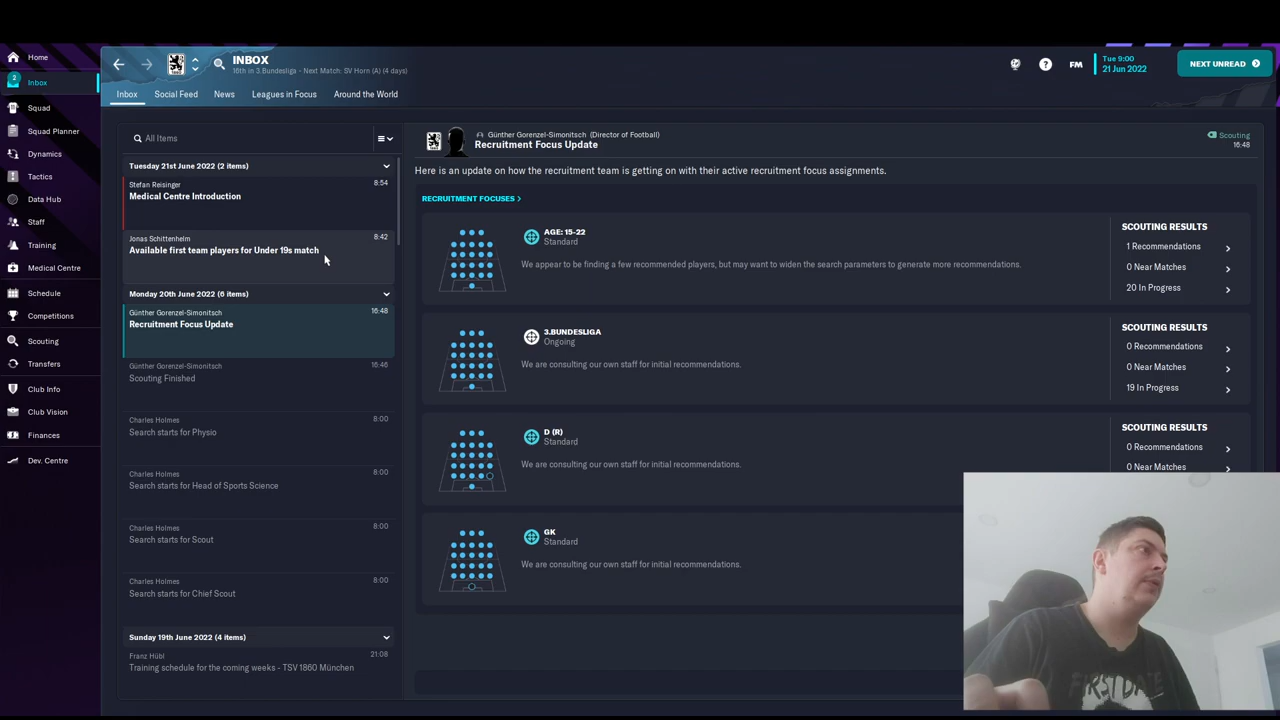 Home
2
Inbox
Squad
Squad Planner
Dynamics
Tactics
Data Hub
Staff
Training
Medical Centre
Schedule
Competitions
Scouting
Transfers
Club Info
Club Vision
Finances
Dev. Centre
INBOX
16th in 3.Bundesliga - Next Match: SV Horn (A) (4 days)
?
FM
Tue 9:00
21 Jun 2022
NEXT UNREAD
Inbox
Social Feed
News
Leagues in Focus
Around the World
All Items
Tuesday 21st June 2022 (2 items)
Stefan Reisinger 8:54
Medical Centre Introduction
Jonas Schittenhelm 8:42
Available first team players for Under 19s match
Monday 20th June 2022 (6 items)
Günther Gorenzel-Simonitsch 16:48
Recruitment Focus Update
Günther Gorenzel-Simonitsch 16:46
Scouting Finished
Charles Holmes 8:00
Search starts for Physio
Charles Holmes 8:00
Search starts for Head of Sports Science
Charles Holmes 8:00
Search starts for Scout
Charles Holmes 8:00
Search starts for Chief Scout
Sunday 19th June 2022 (4 items)
Franz Hübl 21:08
Training schedule for the coming weeks - TSV 1860 München
Günther Gorenzel-Simonitsch (Director of Football)
Recruitment Focus Update
Scouting
16:48
Here is an update on how the recruitment team is getting on with their active recruitment focus assignments.
RECRUITMENT FOCUSES >
AGE: 15-22
Standard
We appear to be finding a few recommended players, but may want to widen the search parameters to generate more recommendations.
SCOUTING RESULTS
1 Recommendations
0 Near Matches
20 In Progress
3.BUNDESLIGA
Ongoing
We are consulting our own staff for initial recommendations.
SCOUTING RESULTS
0 Recommendations
0 Near Matches
19 In Progress
D (R)
Standard
We are consulting our own staff for initial recommendations.
SCOUTING RESULTS
0 Recommendations
0 Near Matches
GK
Standard
We are consulting our own staff for initial recommendations.
FIRST DATE